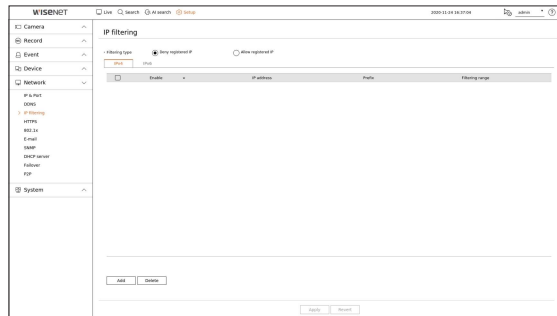 WISENET
Live Search AI search Setup
2020-11-24 16:37:04
admin
Camera
Record
Event
Device
Network
IP & Port
DDNS
IP filtering
HTTPS
802.1x
E-mail
SNMP
DHCP server
Failover
P2P
System
IP filtering
• Filtering type Deny registered IP Allow registered IP
IPv4 IPv6
Enable IP address Prefix Filtering range
Add Delete
Apply Revert